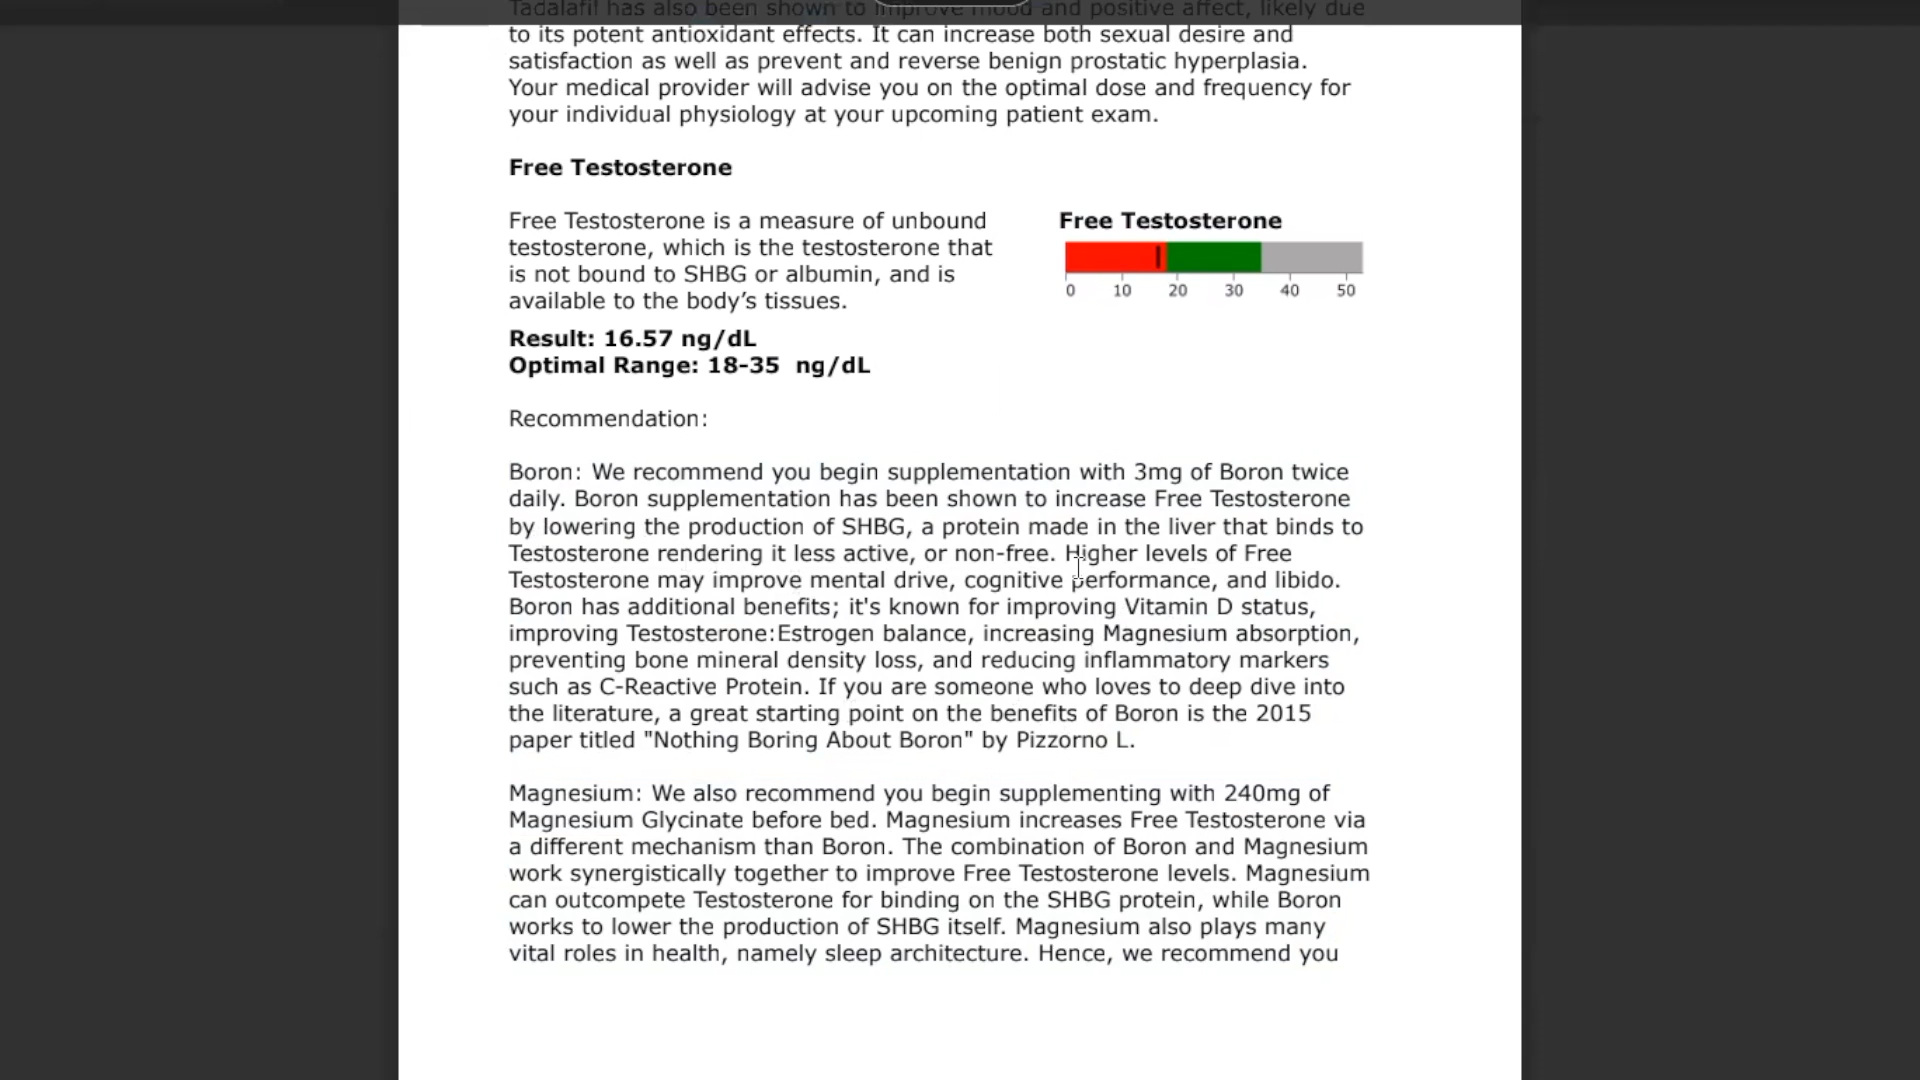 Tadalafil has also been shown to improve mood and positive affect, likely due
to its potent antioxidant effects. It can increase both sexual desire and
satisfaction as well as prevent and reverse benign prostatic hyperplasia.
Your medical provider will advise you on the optimal dose and frequency for
your individual physiology at your upcoming patient exam.
Free Testosterone
Free Testosterone is a measure of unbound
testosterone, which is the testosterone that
is not bound to SHBG or albumin, and is
available to the body’s tissues.
Free Testosterone
0 10 20 30 40 50
Result: 16.57 ng/dL
Optimal Range: 18-35 ng/dL
Recommendation:
Boron: We recommend you begin supplementation with 3mg of Boron twice
daily. Boron supplementation has been shown to increase Free Testosterone
by lowering the production of SHBG, a protein made in the liver that binds to
Testosterone rendering it less active, or non-free. Higher levels of Free
Testosterone may improve mental drive, cognitive performance, and libido.
Boron has additional benefits; it's known for improving Vitamin D status,
improving Testosterone:Estrogen balance, increasing Magnesium absorption,
preventing bone mineral density loss, and reducing inflammatory markers
such as C-Reactive Protein. If you are someone who loves to deep dive into
the literature, a great starting point on the benefits of Boron is the 2015
paper titled "Nothing Boring About Boron" by Pizzorno L.
Magnesium: We also recommend you begin supplementing with 240mg of
Magnesium Glycinate before bed. Magnesium increases Free Testosterone via
a different mechanism than Boron. The combination of Boron and Magnesium
work synergistically together to improve Free Testosterone levels. Magnesium
can outcompete Testosterone for binding on the SHBG protein, while Boron
works to lower the production of SHBG itself. Magnesium also plays many
vital roles in health, namely sleep architecture. Hence, we recommend you